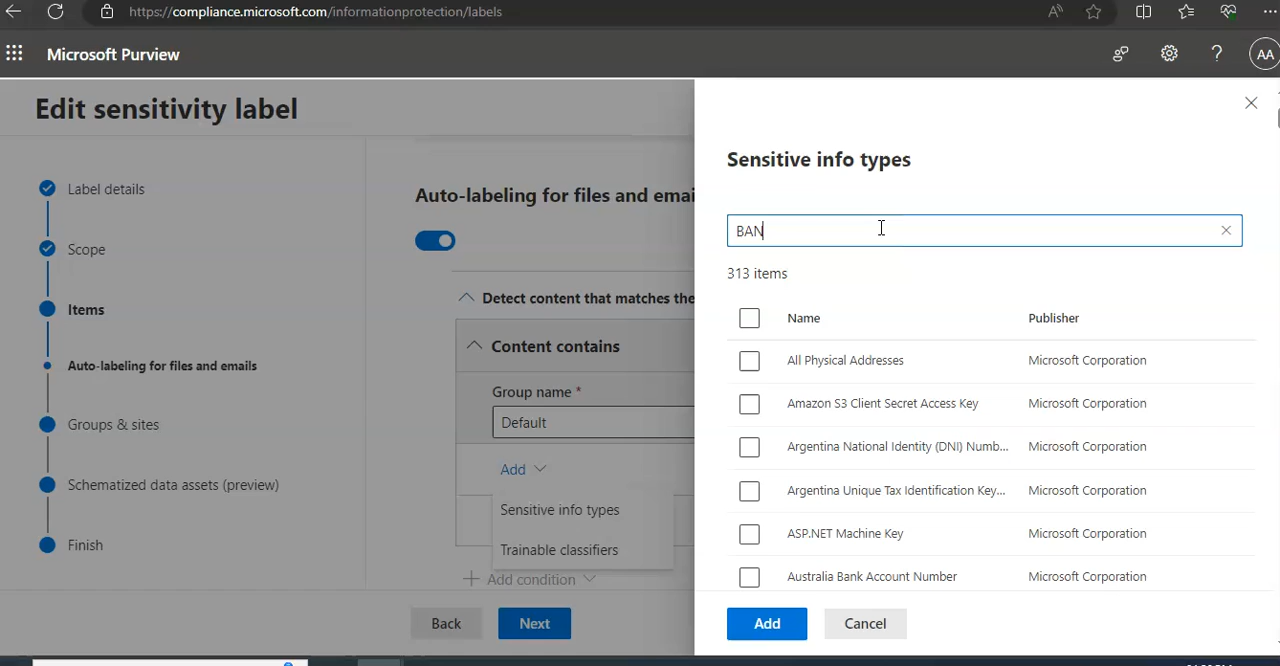 https://compliance.microsoft.com/informationprotection/labels
Microsoft Purview
AA
Edit sensitivity label
Label details
Scope
Items
Auto-labeling for files and emails
Groups & sites
Schematized data assets (preview)
Finish
Auto-labeling for files and emai
Detect content that matches the
Content contains
Group name *
Default
Add
Sensitive info types
Trainable classifiers
Add condition
Back
Next
Sensitive info types
BAN
313 items
Name Publisher
All Physical Addresses Microsoft Corporation
Amazon S3 Client Secret Access Key Microsoft Corporation
Argentina National Identity (DNI) Numb... Microsoft Corporation
Argentina Unique Tax Identification Key... Microsoft Corporation
ASP.NET Machine Key Microsoft Corporation
Australia Bank Account Number Microsoft Corporation
Add
Cancel